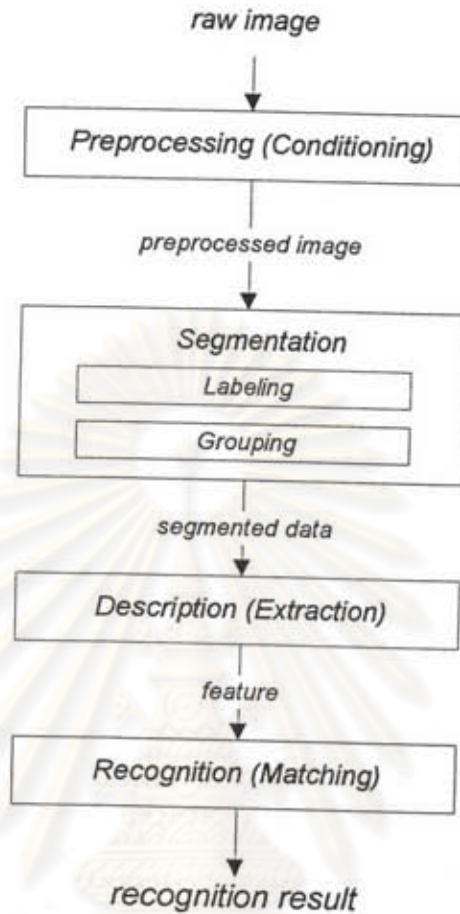 raw image
Preprocessing (Conditioning)
preprocessed image
Segmentation
Labeling
Grouping
segmented data
Description (Extraction)
feature
Recognition (Matching)
recognition result